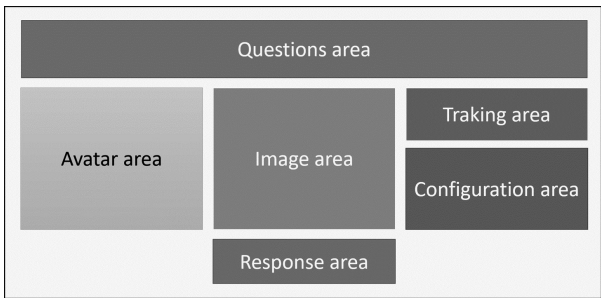 Questions area
Avatar area
Image area
Traking area
Configuration area
Response area